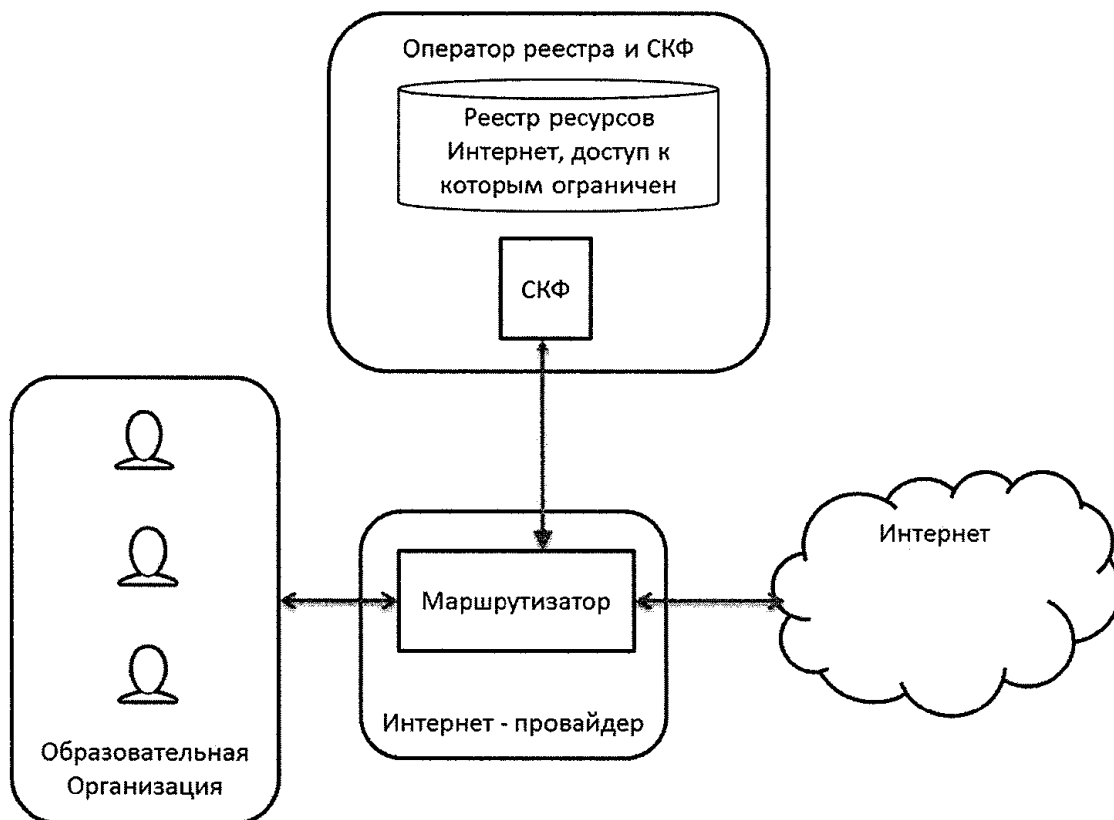 Оператор реестра и СКФ
Реестр ресурсов
Интернет, доступ к
которым ограничен
СКФ
Интернет
Маршрутизатор
Интернет - провайдер
Образовательная
Организация